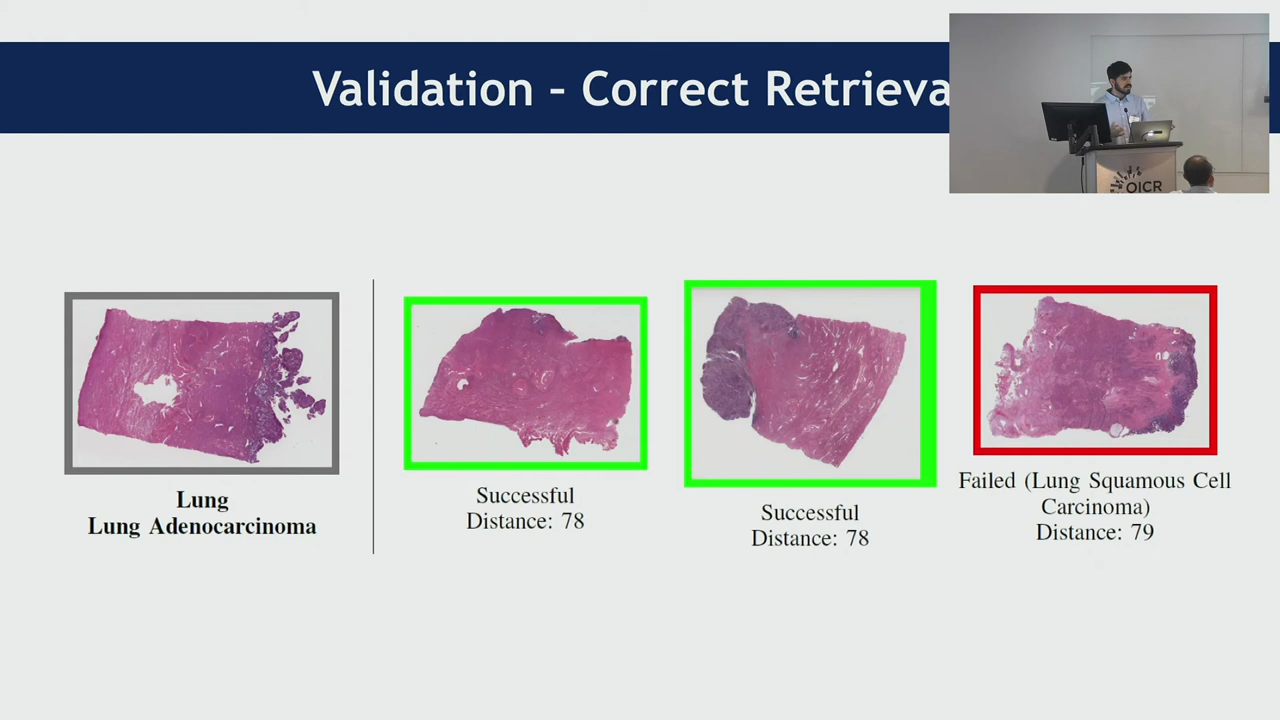 Validation – Correct Retrieva
OICR
Lung
Lung Adenocarcinoma
Successful
Distance: 78
Successful
Distance: 78
Failed (Lung Squamous Cell
Carcinoma)
Distance: 79